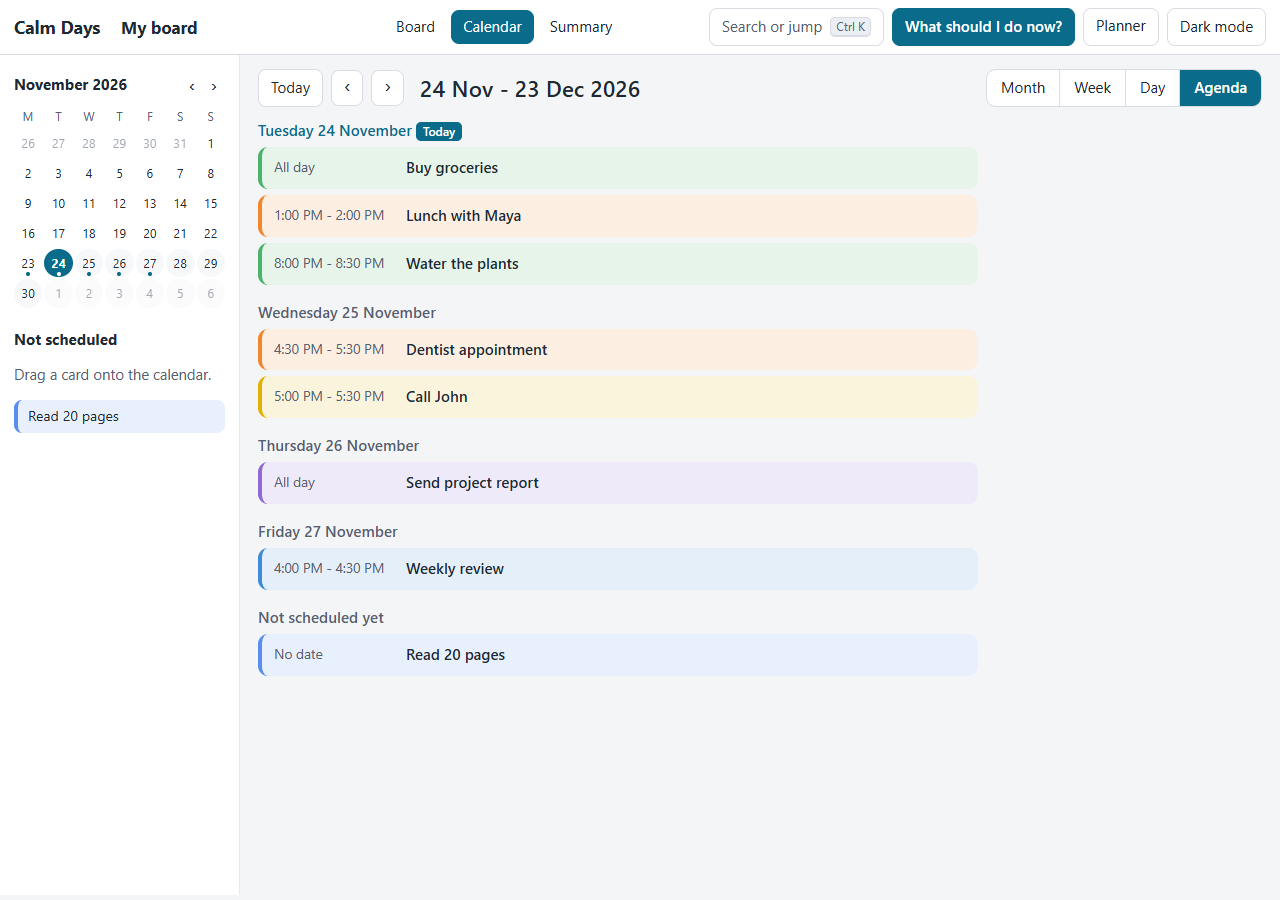 Calm Days My board Board Calendar Summary Search or jump Ctrl K What should I do now? Planner Dark mode
November 2026 ‹ ›
M T W T F S S
26 27 28 29 30 31 1
2 3 4 5 6 7 8
9 10 11 12 13 14 15
16 17 18 19 20 21 22
23 24 25 26 27 28 29
30 1 2 3 4 5 6
Not scheduled
Drag a card onto the calendar.
Read 20 pages
Today ‹ › 24 Nov - 23 Dec 2026 Month Week Day Agenda
Tuesday 24 November Today
All day Buy groceries
1:00 PM - 2:00 PM Lunch with Maya
8:00 PM - 8:30 PM Water the plants
Wednesday 25 November
4:30 PM - 5:30 PM Dentist appointment
5:00 PM - 5:30 PM Call John
Thursday 26 November
All day Send project report
Friday 27 November
4:00 PM - 4:30 PM Weekly review
Not scheduled yet
No date Read 20 pages